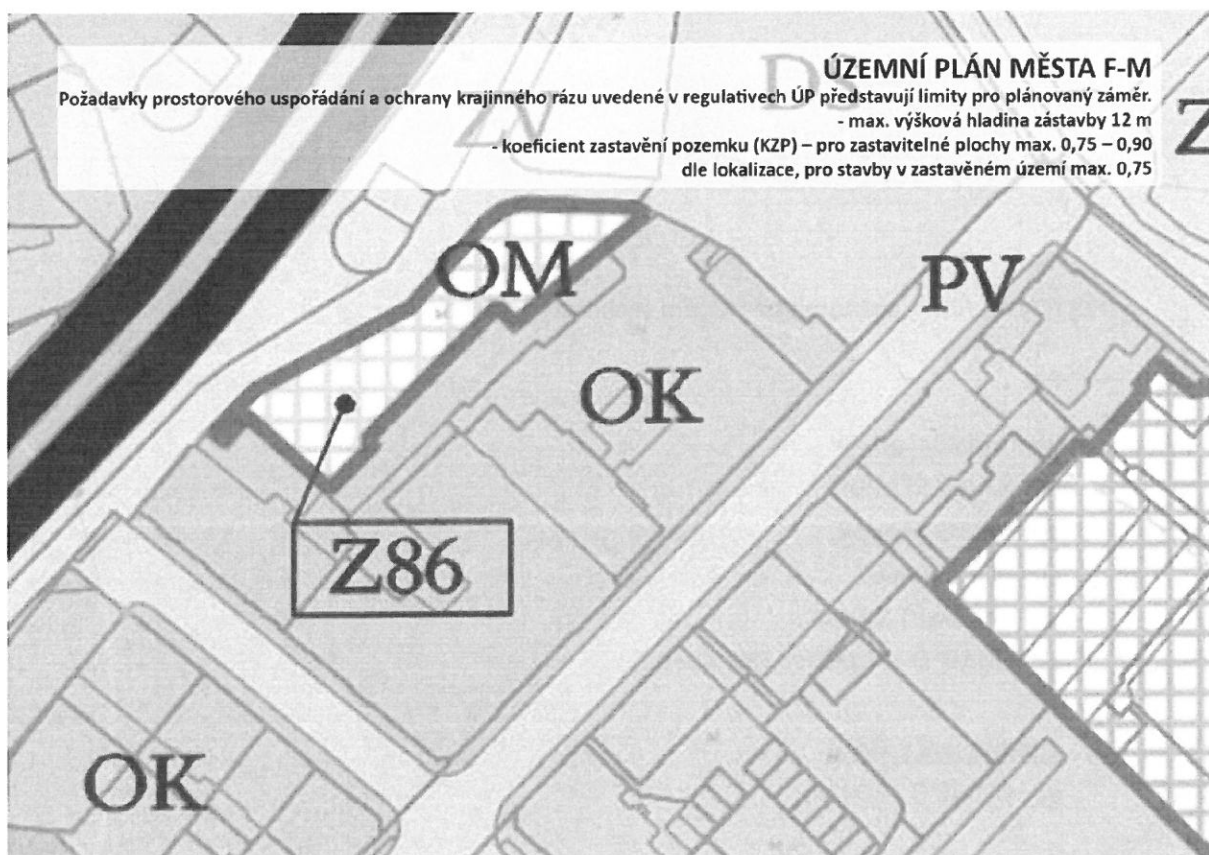 ÚZEMNÍ PLÁN MĚSTA F-M
Požadavky prostorového uspořádání a ochrany krajinného rázu uvedené v regulativech ÚP představují limity pro plánovaný záměr.
- max. výšková hladina zástavby 12 m
- koeficient zastavění pozemku (KZP) – pro zastavitelné plochy max. 0,75 – 0,90
dle lokalizace, pro stavby v zastavěném území max. 0,75
DS
ZV
Z
OM
PV
OK
Z86
OK